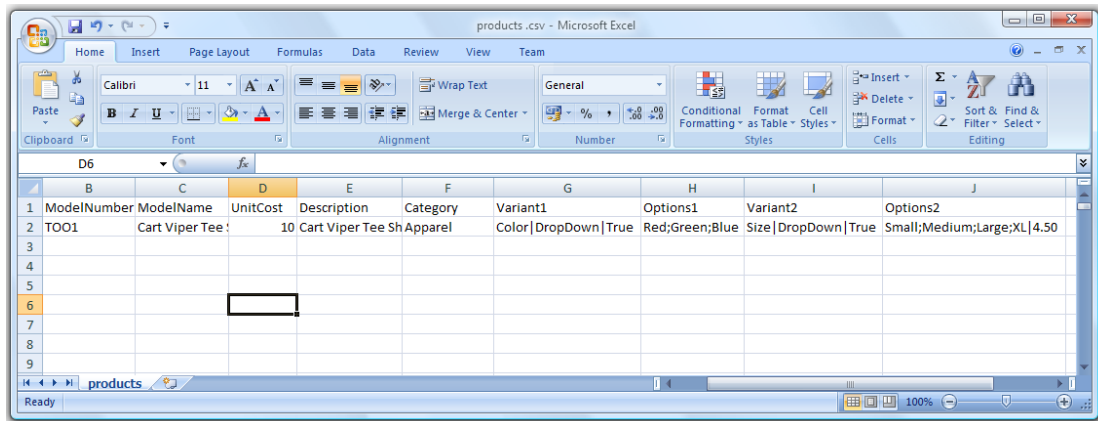 products .csv - Microsoft Excel
Home Insert Page Layout Formulas Data Review View Team
Paste
Calibri 11 A A
B I U A
Wrap Text
Merge & Center
General
% , .0 .00 .00 .0
Conditional Formatting
Format as Table
Cell Styles
Insert
Delete
Format
Σ
Sort & Filter
Find & Select
Clipboard Font Alignment Number Styles Cells Editing
D6 fx
B C D E F G H I J
1 ModelNumber ModelName UnitCost Description Category Variant1 Options1 Variant2 Options2
2 TOO1 Cart Viper Tee 10 Cart Viper Tee Sh Apparel Color|DropDown|True Red;Green;Blue Size|DropDown|True Small;Medium;Large;XL|4.50
3
4
5
6
7
8
9
products
Ready 100%